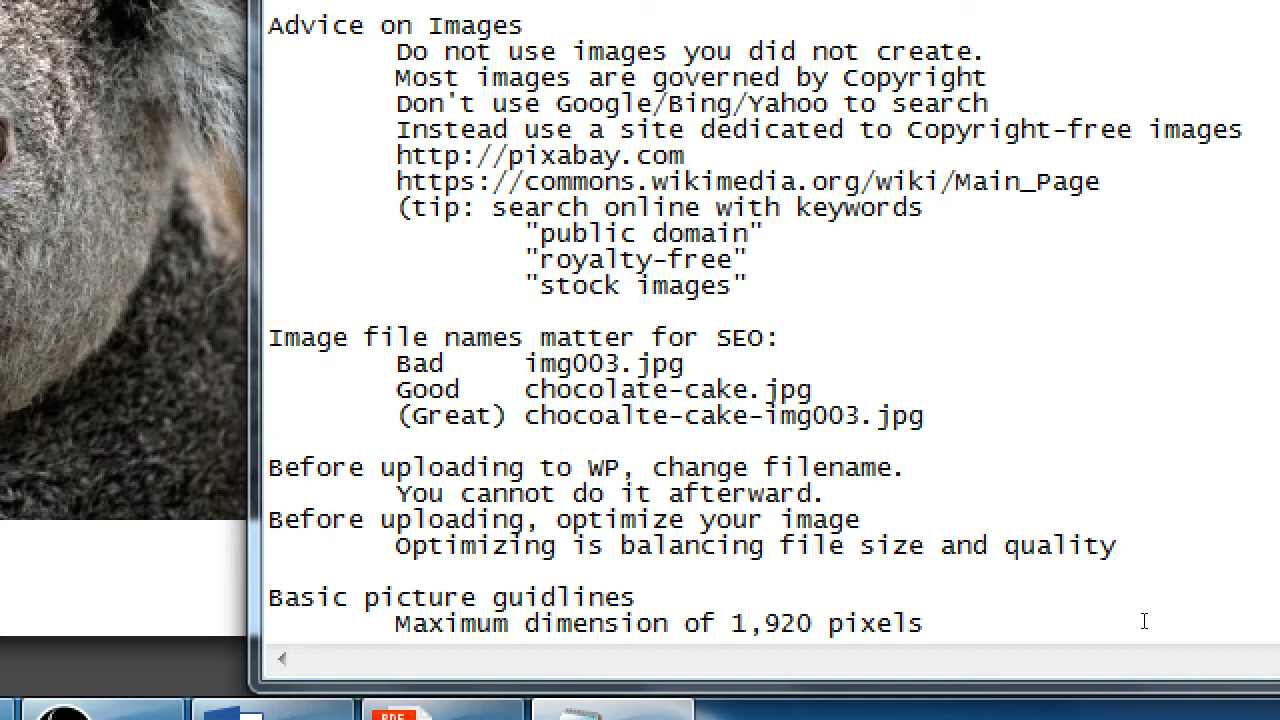 Advice on Images
Do not use images you did not create.
Most images are governed by Copyright
Don't use Google/Bing/Yahoo to search
Instead use a site dedicated to Copyright-free images
http://pixabay.com
https://commons.wikimedia.org/wiki/Main_Page
(tip: search online with keywords
"public domain"
"royalty-free"
"stock images"
Image file names matter for SEO:
Bad img003.jpg
Good chocolate-cake.jpg
(Great) chocoalte-cake-img003.jpg
Before uploading to WP, change filename.
You cannot do it afterward.
Before uploading, optimize your image
Optimizing is balancing file size and quality
Basic picture guidlines
Maximum dimension of 1,920 pixels
PDF